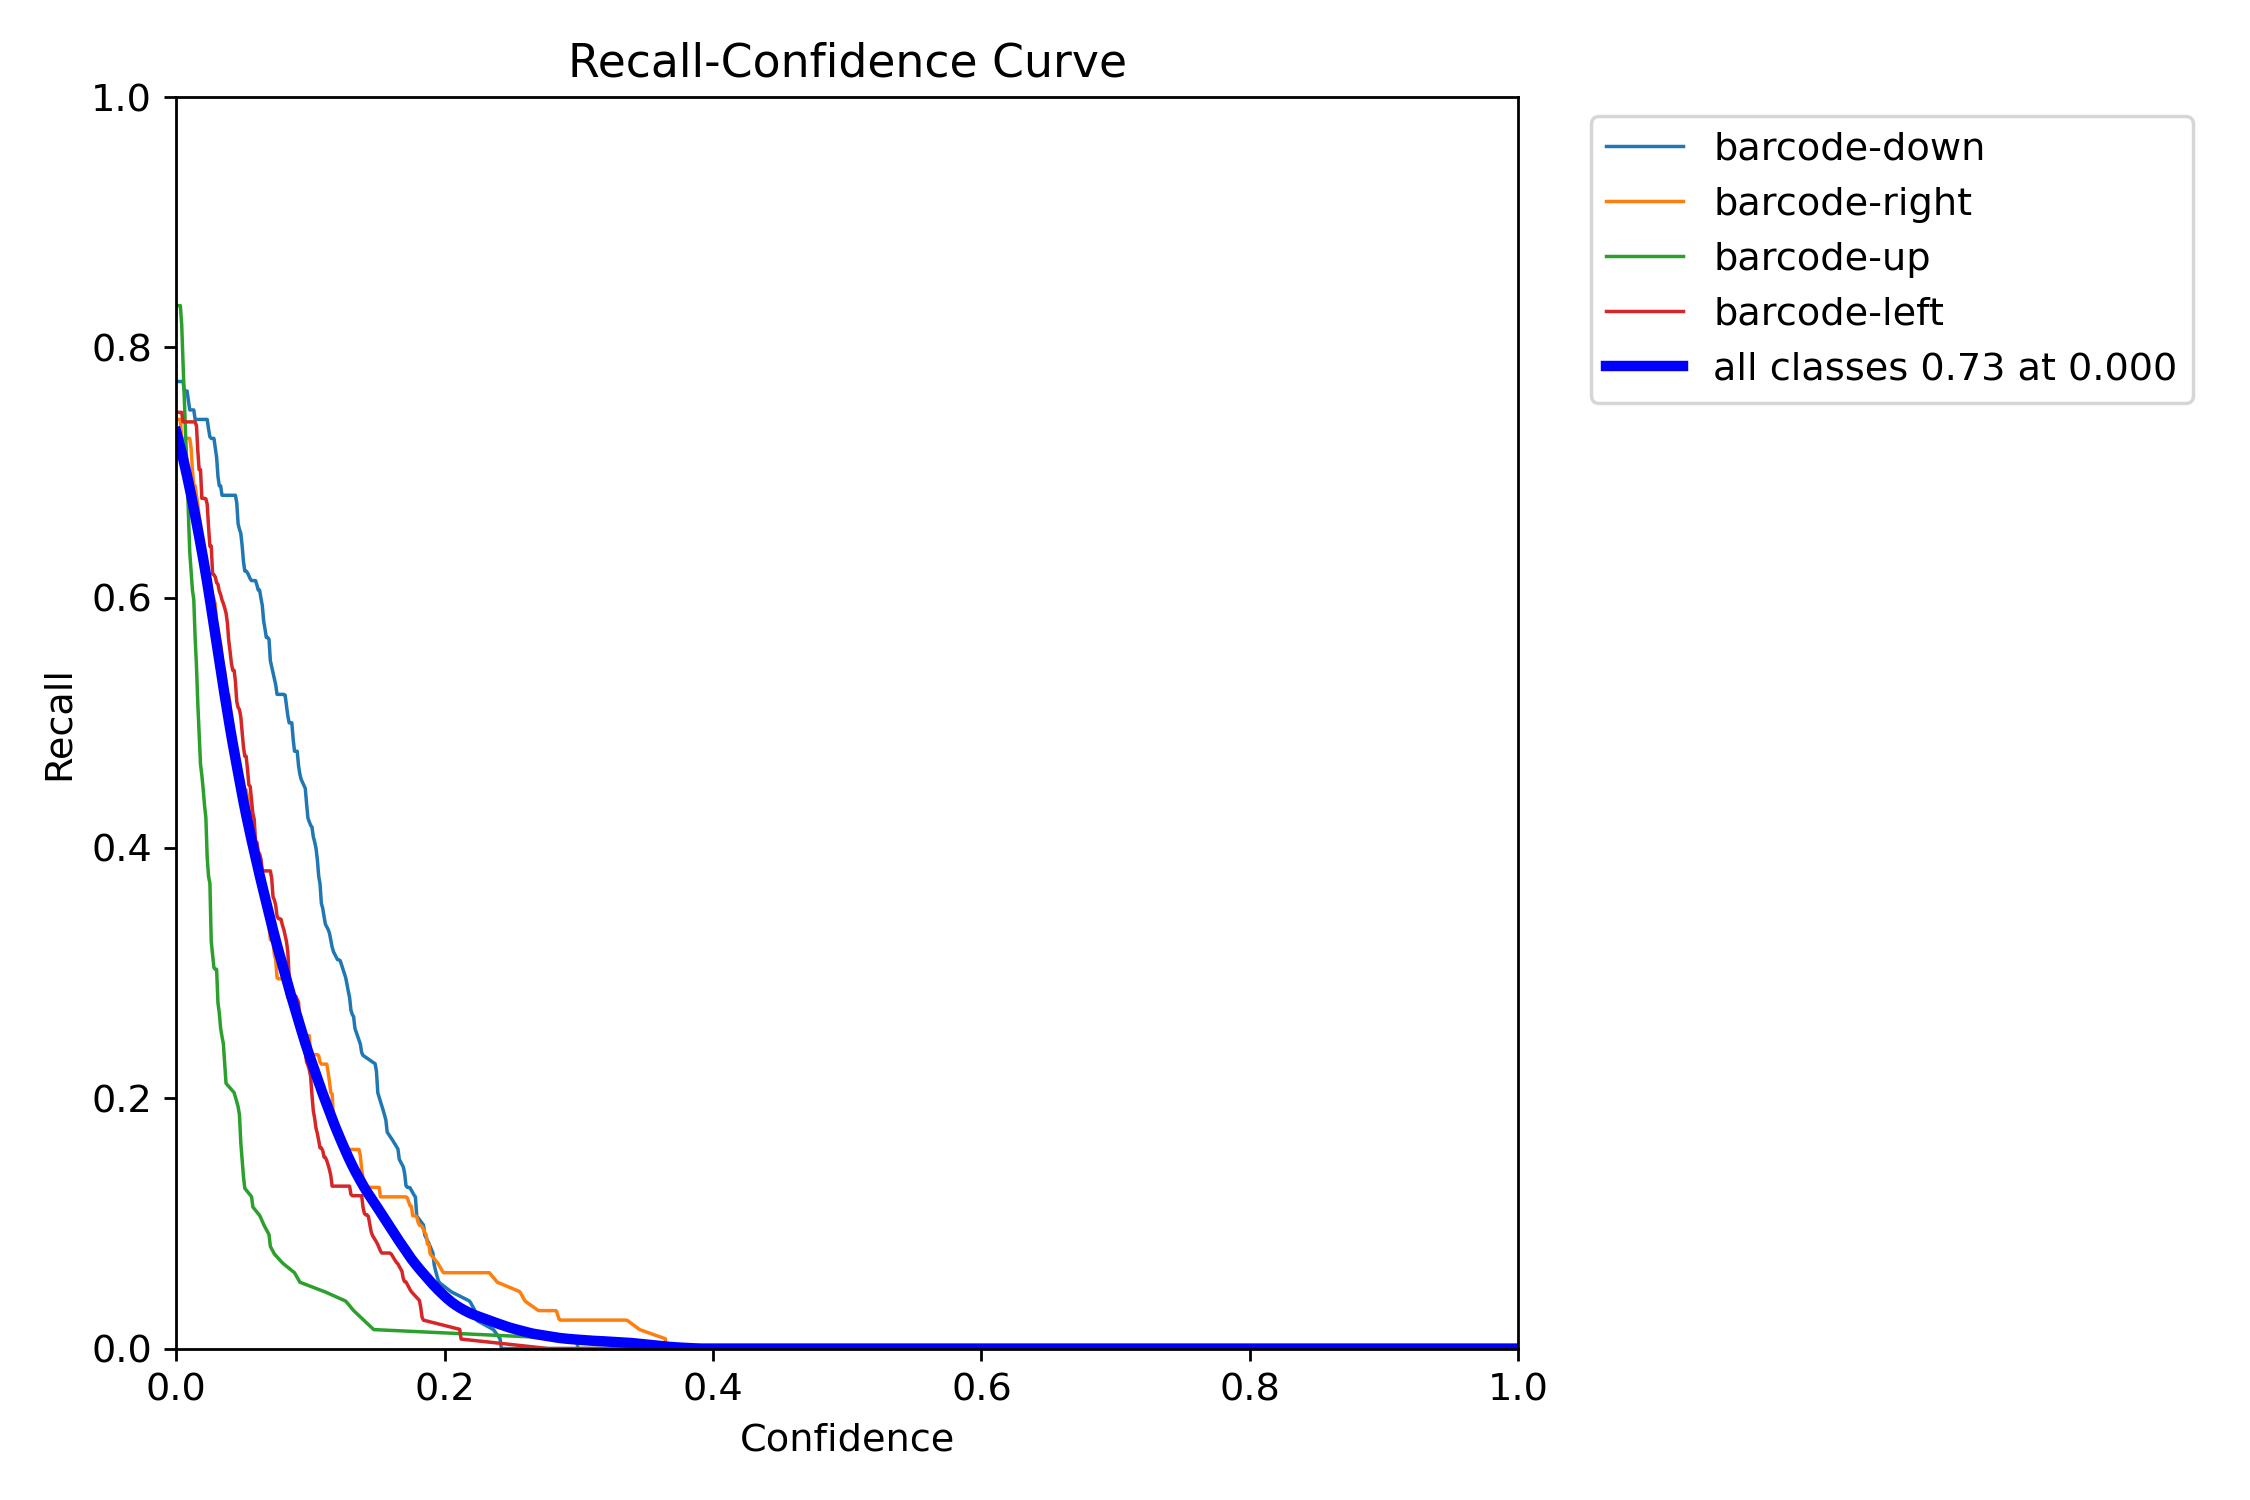 Recall-Confidence Curve
1.0
0.8
0.6
0.4
0.2
0.0
Recall
0.0 0.2 0.4 0.6 0.8 1.0
Confidence
barcode-down
barcode-right
barcode-up
barcode-left
all classes 0.73 at 0.000